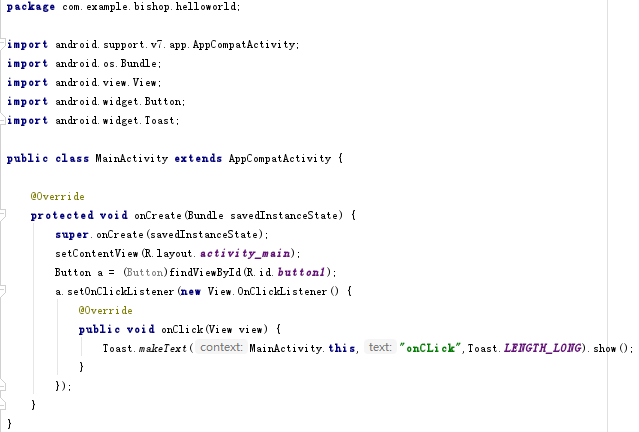 package com.example.bishop.helloworld;
import android.support.v7.app.AppCompatActivity;
import android.os.Bundle;
import android.view.View;
import android.widget.Button;
import android.widget.Toast;
public class MainActivity extends AppCompatActivity {
@Override
protected void onCreate(Bundle savedInstanceState) {
super.onCreate(savedInstanceState);
setContentView(R.layout.activity_main);
Button a = (Button)findViewById(R.id.button1);
a.setOnClickListener(new View.OnClickListener() {
@Override
public void onClick(View view) {
Toast.makeText( context: MainActivity.this, text: "onCLick",Toast.LENGTH_LONG).show();
}
});
}
}